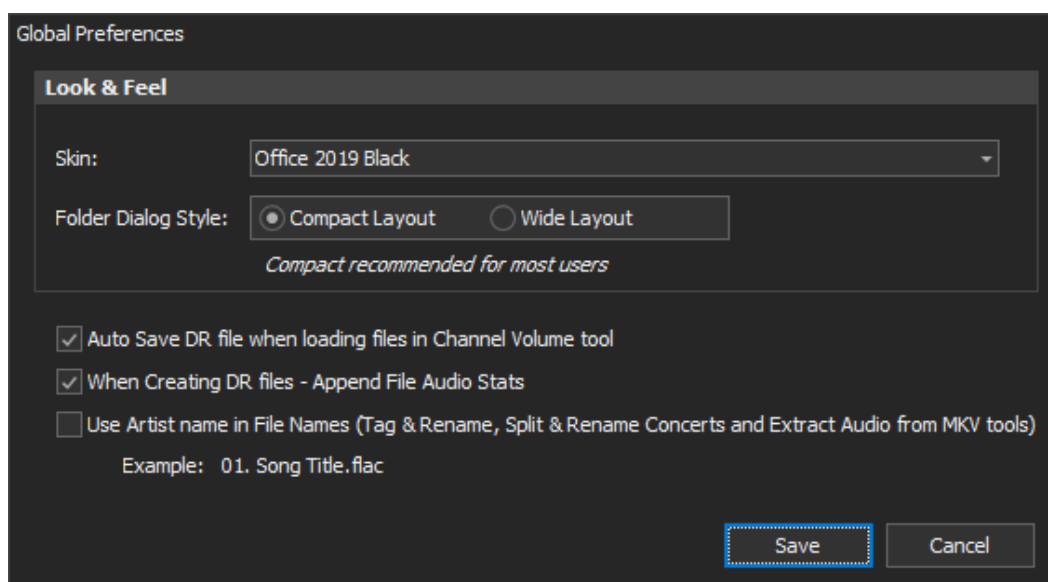 Global Preferences
Look & Feel
Skin: Office 2019 Black
Folder Dialog Style: Compact Layout Wide Layout
Compact recommended for most users
Auto Save DR file when loading files in Channel Volume tool
When Creating DR files - Append File Audio Stats
Use Artist name in File Names (Tag & Rename, Split & Rename Concerts and Extract Audio from MKV tools)
Example: 01. Song Title.flac
Save Cancel